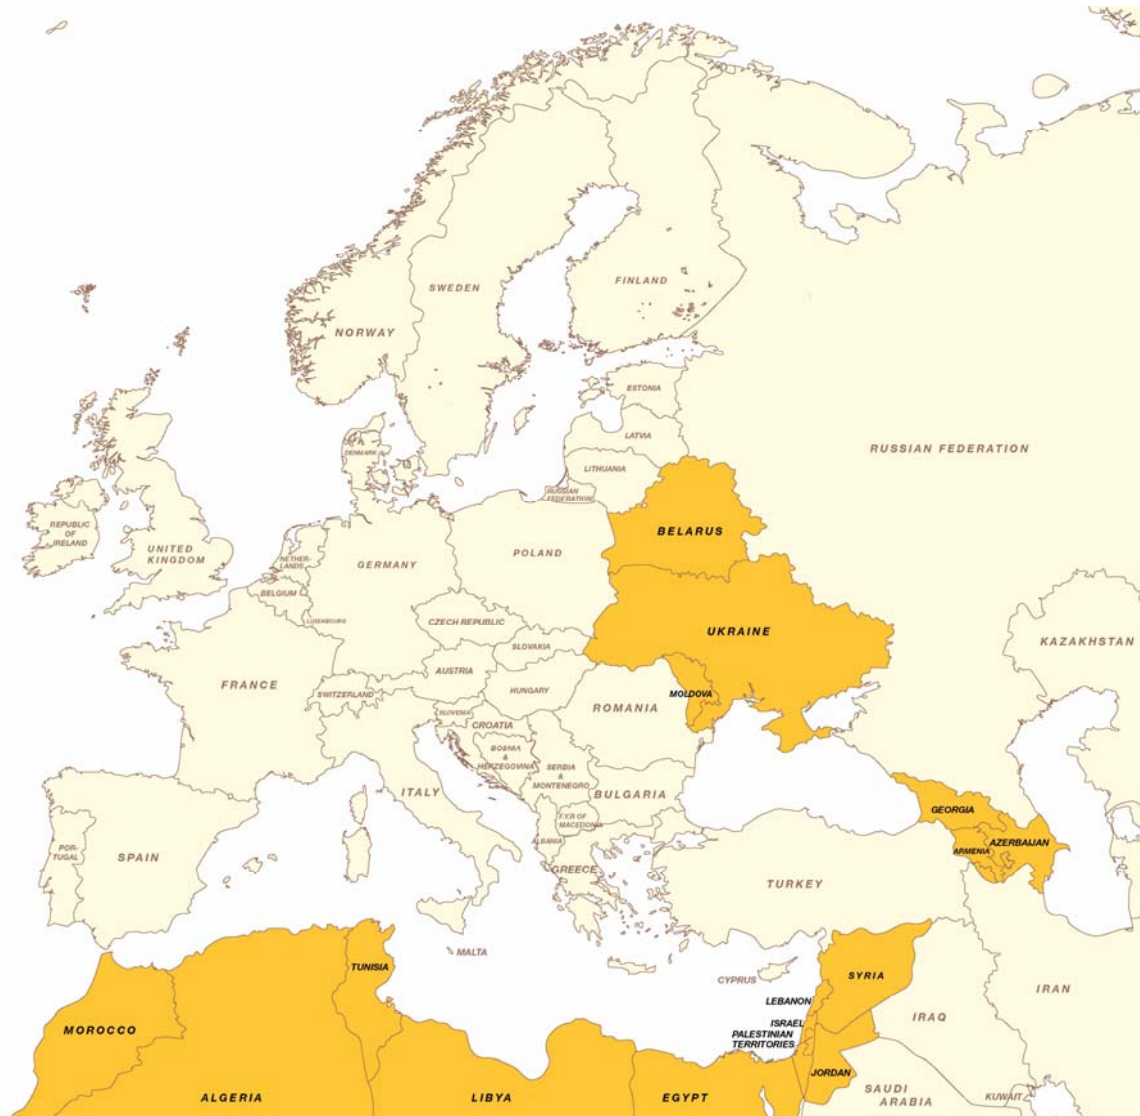 SWEDEN
FINLAND
NORWAY
ESTONIA
RUSSIAN FEDERATION
LATVIA
DENMARK
LITHUANIA
RUSSIAN
FEDERATION
REPUBLIC
OF
IRELAND
UNITED
KINGDOM
BELARUS
POLAND
NETHER-
LANDS
GERMANY
BELGIUM
LUXEMBOURG
CZECH REPUBLIC
UKRAINE
KAZAKHSTAN
SLOVAKIA
AUSTRIA
FRANCE
SWITZERLAND
HUNGARY
MOLDOVA
ROMANIA
SLOVENIA
CROATIA
BOSNIA
&
HERZEGOVINA
SERBIA
&
MONTENEGRO
ITALY
BULGARIA
GEORGIA
F.Y.R OF
MACEDONIA
ALBANIA
AZERBAIJAN
ARMENIA
POR-
TUGAL
SPAIN
GREECE
TURKEY
MALTA
TUNISIA
CYPRUS
SYRIA
IRAN
LEBANON
IRAQ
ISRAEL
PALESTINIAN
TERRITORIES
MOROCCO
JORDAN
SAUDI
ARABIA
KUWAIT
ALGERIA
LIBYA
EGYPT